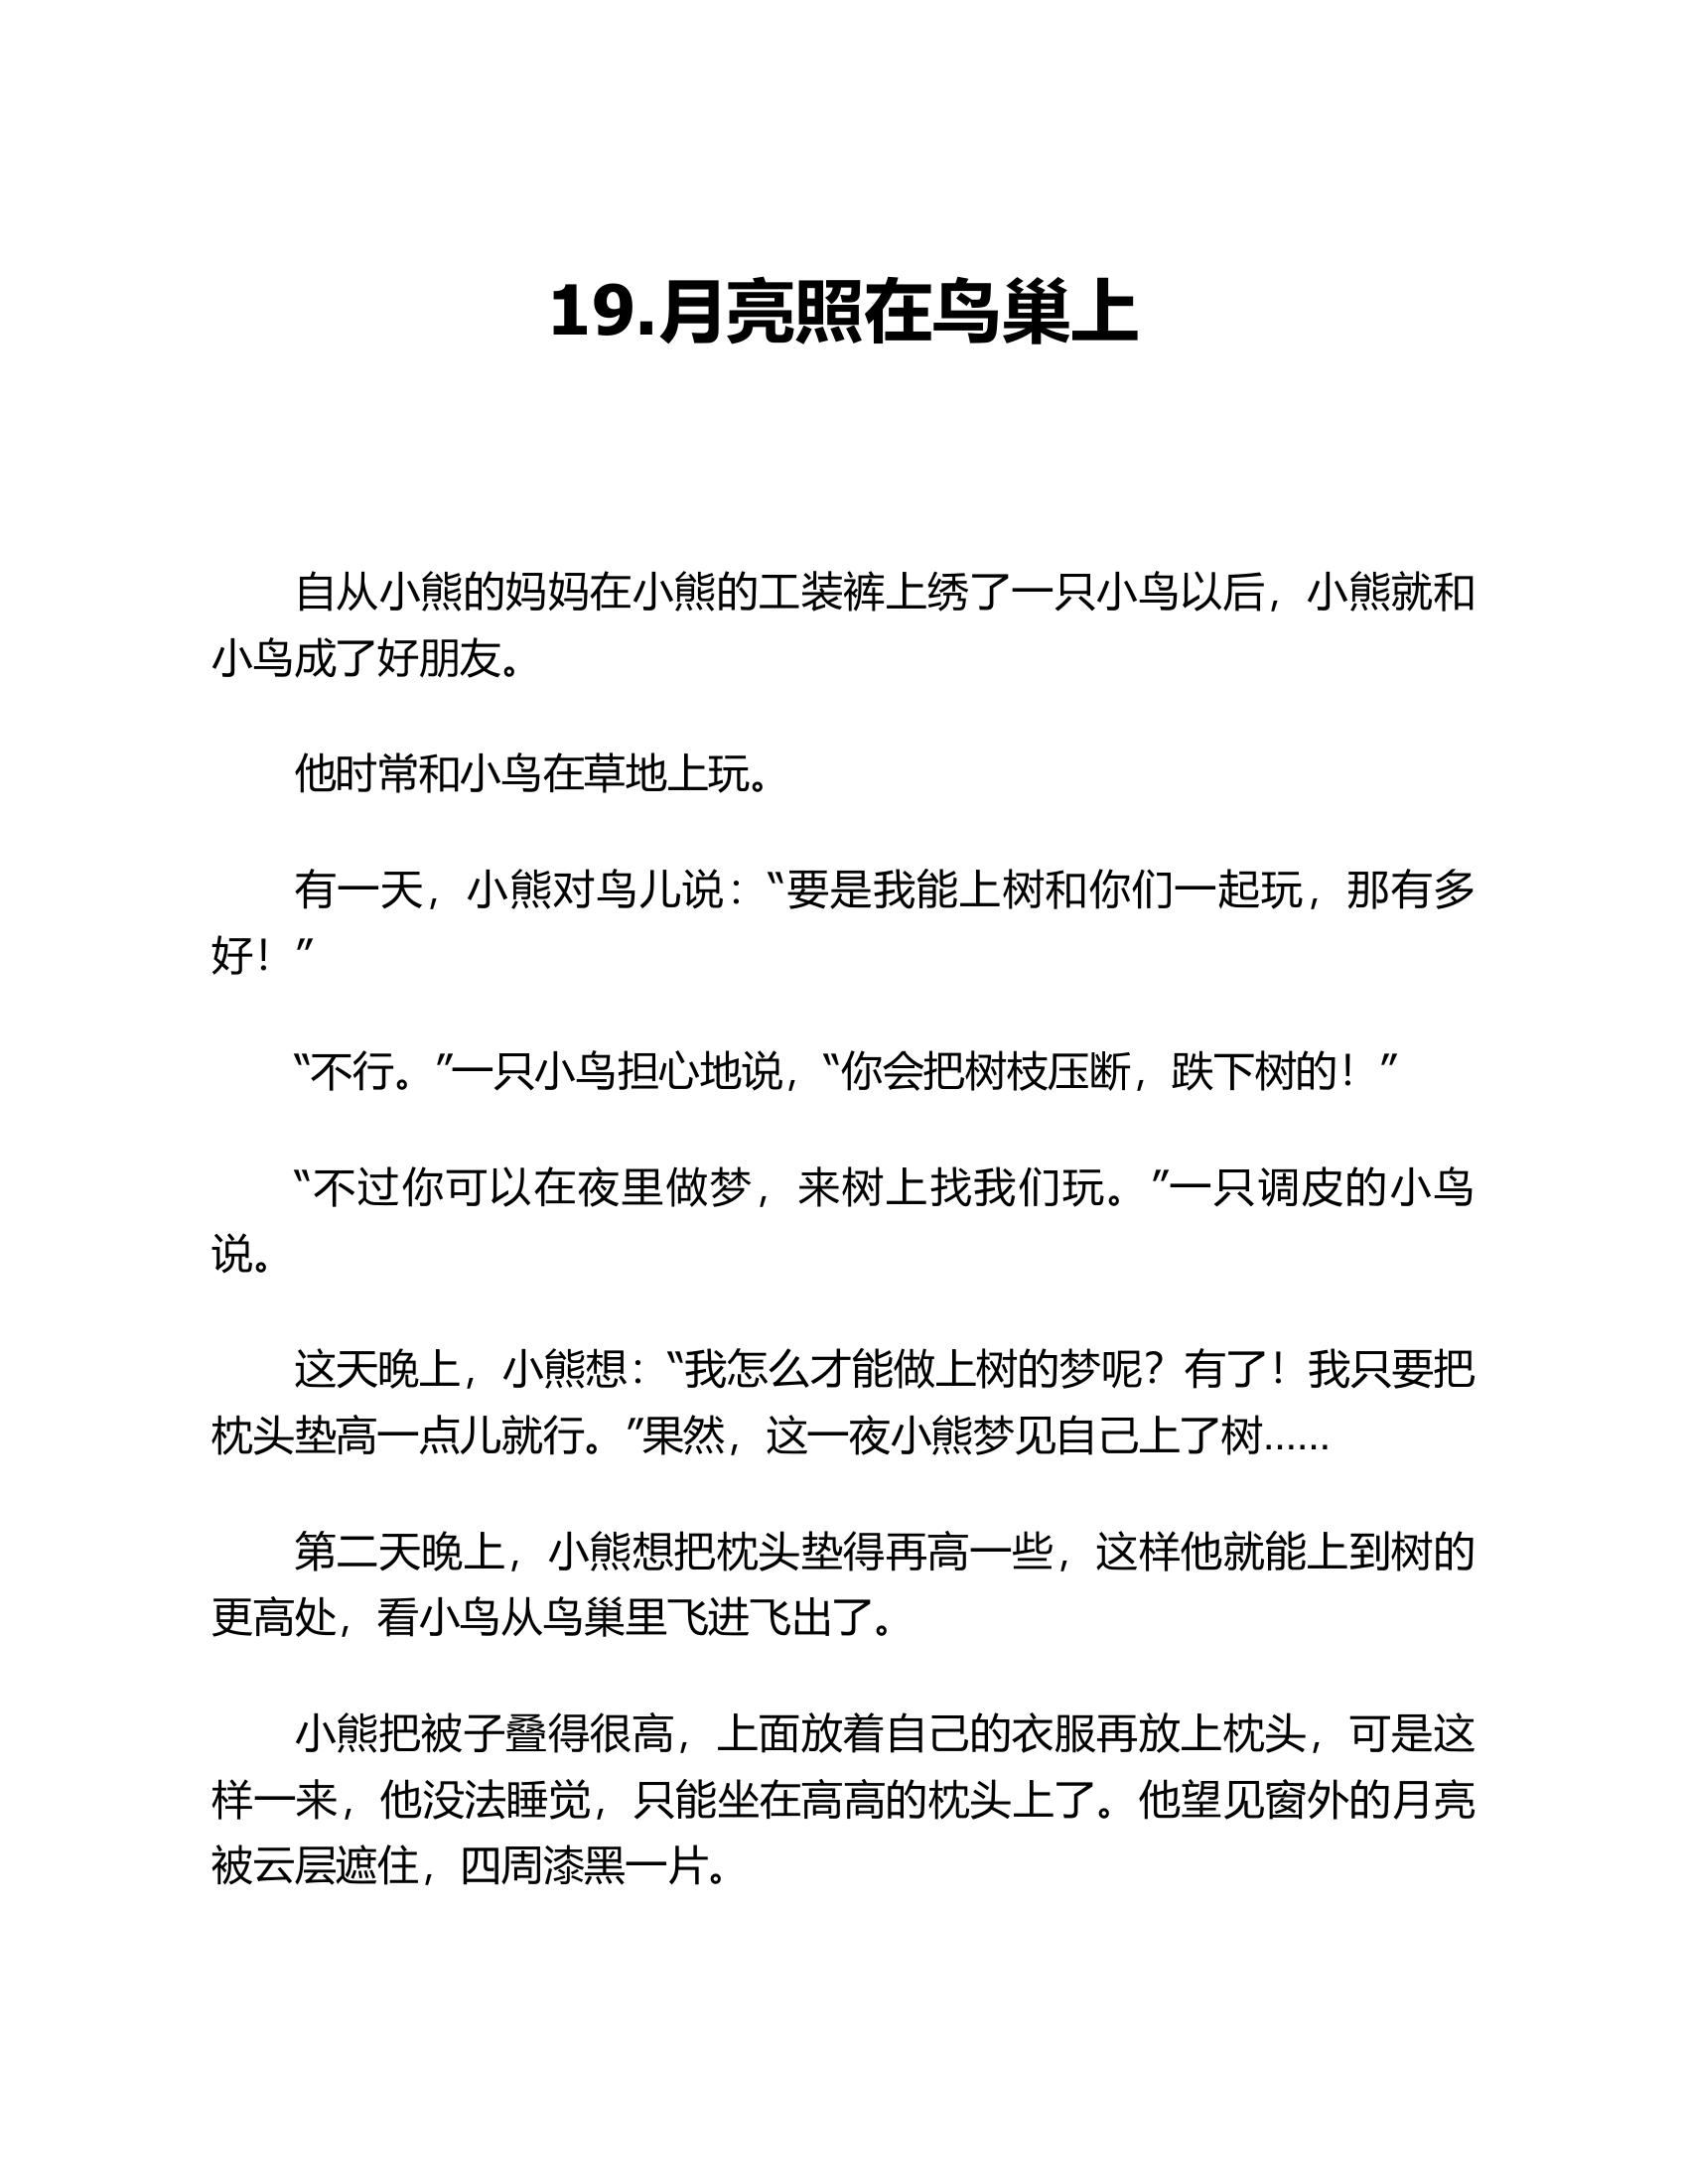 19.月亮照在鸟巢上
自从小熊的妈妈在小熊的工装裤上绣了一只小鸟以后，小熊就和
小鸟成了好朋友。
他时常和小鸟在草地上玩。
有一天，小熊对鸟儿说：“要是我能上树和你们一起玩，那有多
好！”
“不行。”一只小鸟担心地说，“你会把树枝压断，跌下树的！”
“不过你可以在夜里做梦，来树上找我们玩。”一只调皮的小鸟
说。
这天晚上，小熊想：“我怎么才能做上树的梦呢？有了！我只要把
枕头垫高一点儿就行。”果然，这一夜小熊梦见自己上了树……
第二天晚上，小熊想把枕头垫得再高一些，这样他就能上到树的
更高处，看小鸟从鸟巢里飞进飞出了。
小熊把被子叠得很高，上面放着自己的衣服再放上枕头，可是这
样一来，他没法睡觉，只能坐在高高的枕头上了。他望见窗外的月亮
被云层遮住，四周漆黑一片。